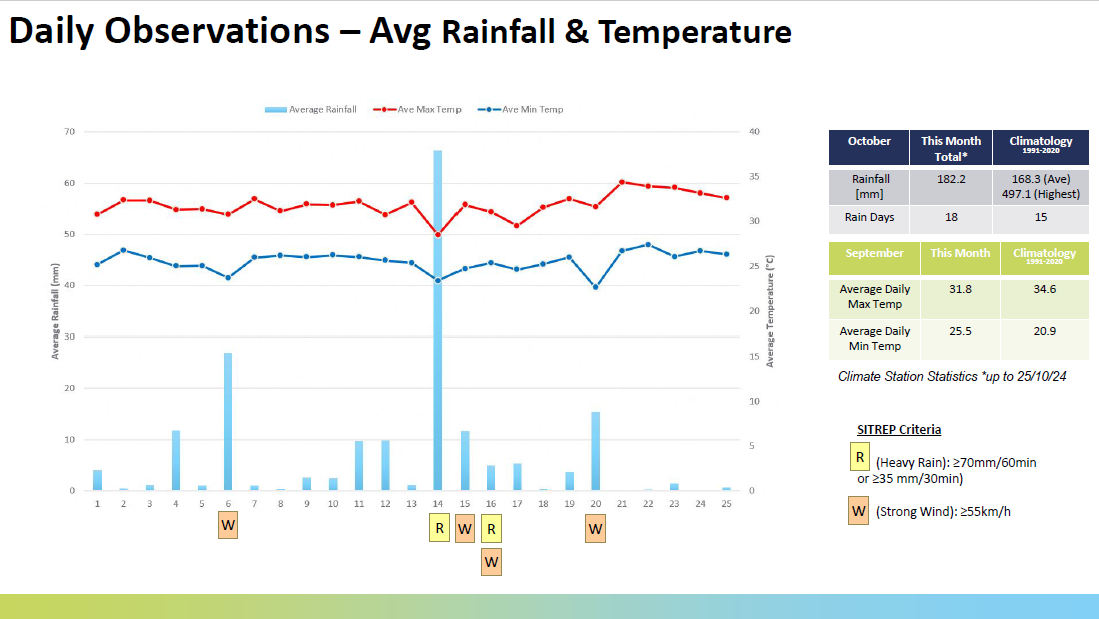 Daily Observations – Avg Rainfall & Temperature
Average Rainfall
Ave Max Temp
Ave Min Temp
70
60
50
40
30
20
10
0
Average Rainfall (mm)
40
35
30
25
20
15
10
5
0
Average Temperature (°C)
1 2 3 4 5 6 7 8 9 10 11 12 13 14 15 16 17 18 19 20 21 22 23 24 25
W R W R W
W
October This Month Climatology
Total* 1991-2020
Rainfall 182.2 168.3 (Ave)
[mm] 497.1 (Highest)
Rain Days 18 15
September This Month Climatology
1991-2020
Average Daily 31.8 34.6
Max Temp
Average Daily 25.5 20.9
Min Temp
Climate Station Statistics *up to 25/10/24
SITREP Criteria
R (Heavy Rain): ≥70mm/60min
or ≥35 mm/30min)
W (Strong Wind): ≥55km/h